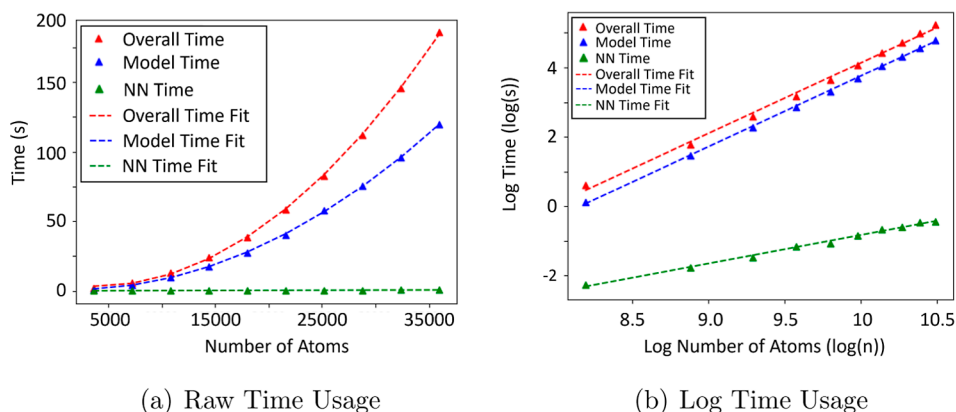 200
150
100
50
0
Time (s)
Overall Time
Model Time
NN Time
Overall Time Fit
Model Time Fit
NN Time Fit
5000 15000 25000 35000
Number of Atoms
(a) Raw Time Usage
4
2
0
-2
Log Time (log(s))
Overall Time
Model Time
NN Time
Overall Time Fit
Model Time Fit
NN Time Fit
8.5 9.0 9.5 10 10.5
Log Number of Atoms (log(n))
(b) Log Time Usage